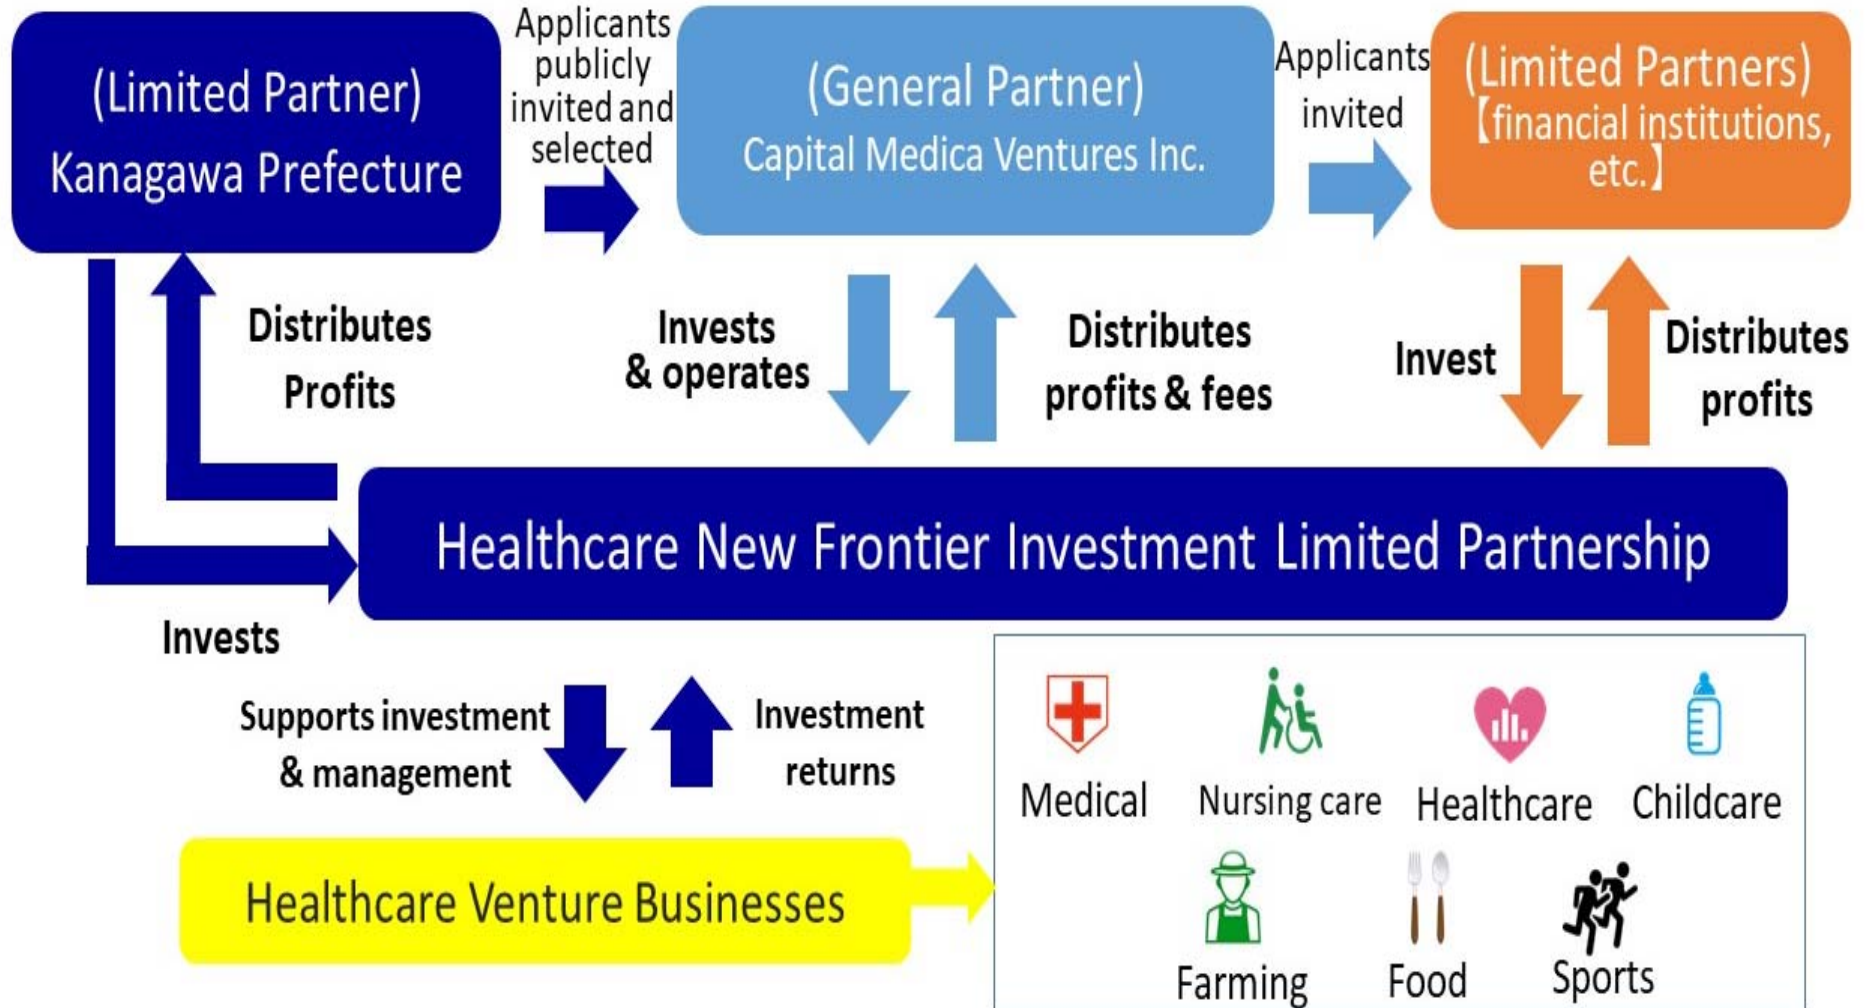 (Limited Partner)
Kanagawa Prefecture
Applicants
publicly
invited and
selected
(General Partner)
Capital Medica Ventures Inc.
Applicants
invited
(Limited Partners)
【financial institutions,
etc.】
Distributes
Profits
Invests
& operates
Distributes
profits & fees
Invest
Distributes
profits
Healthcare New Frontier Investment Limited Partnership
Invests
Supports investment
& management
Investment
returns
Healthcare Venture Businesses
Medical
Nursing care
Healthcare
Childcare
Farming
Food
Sports